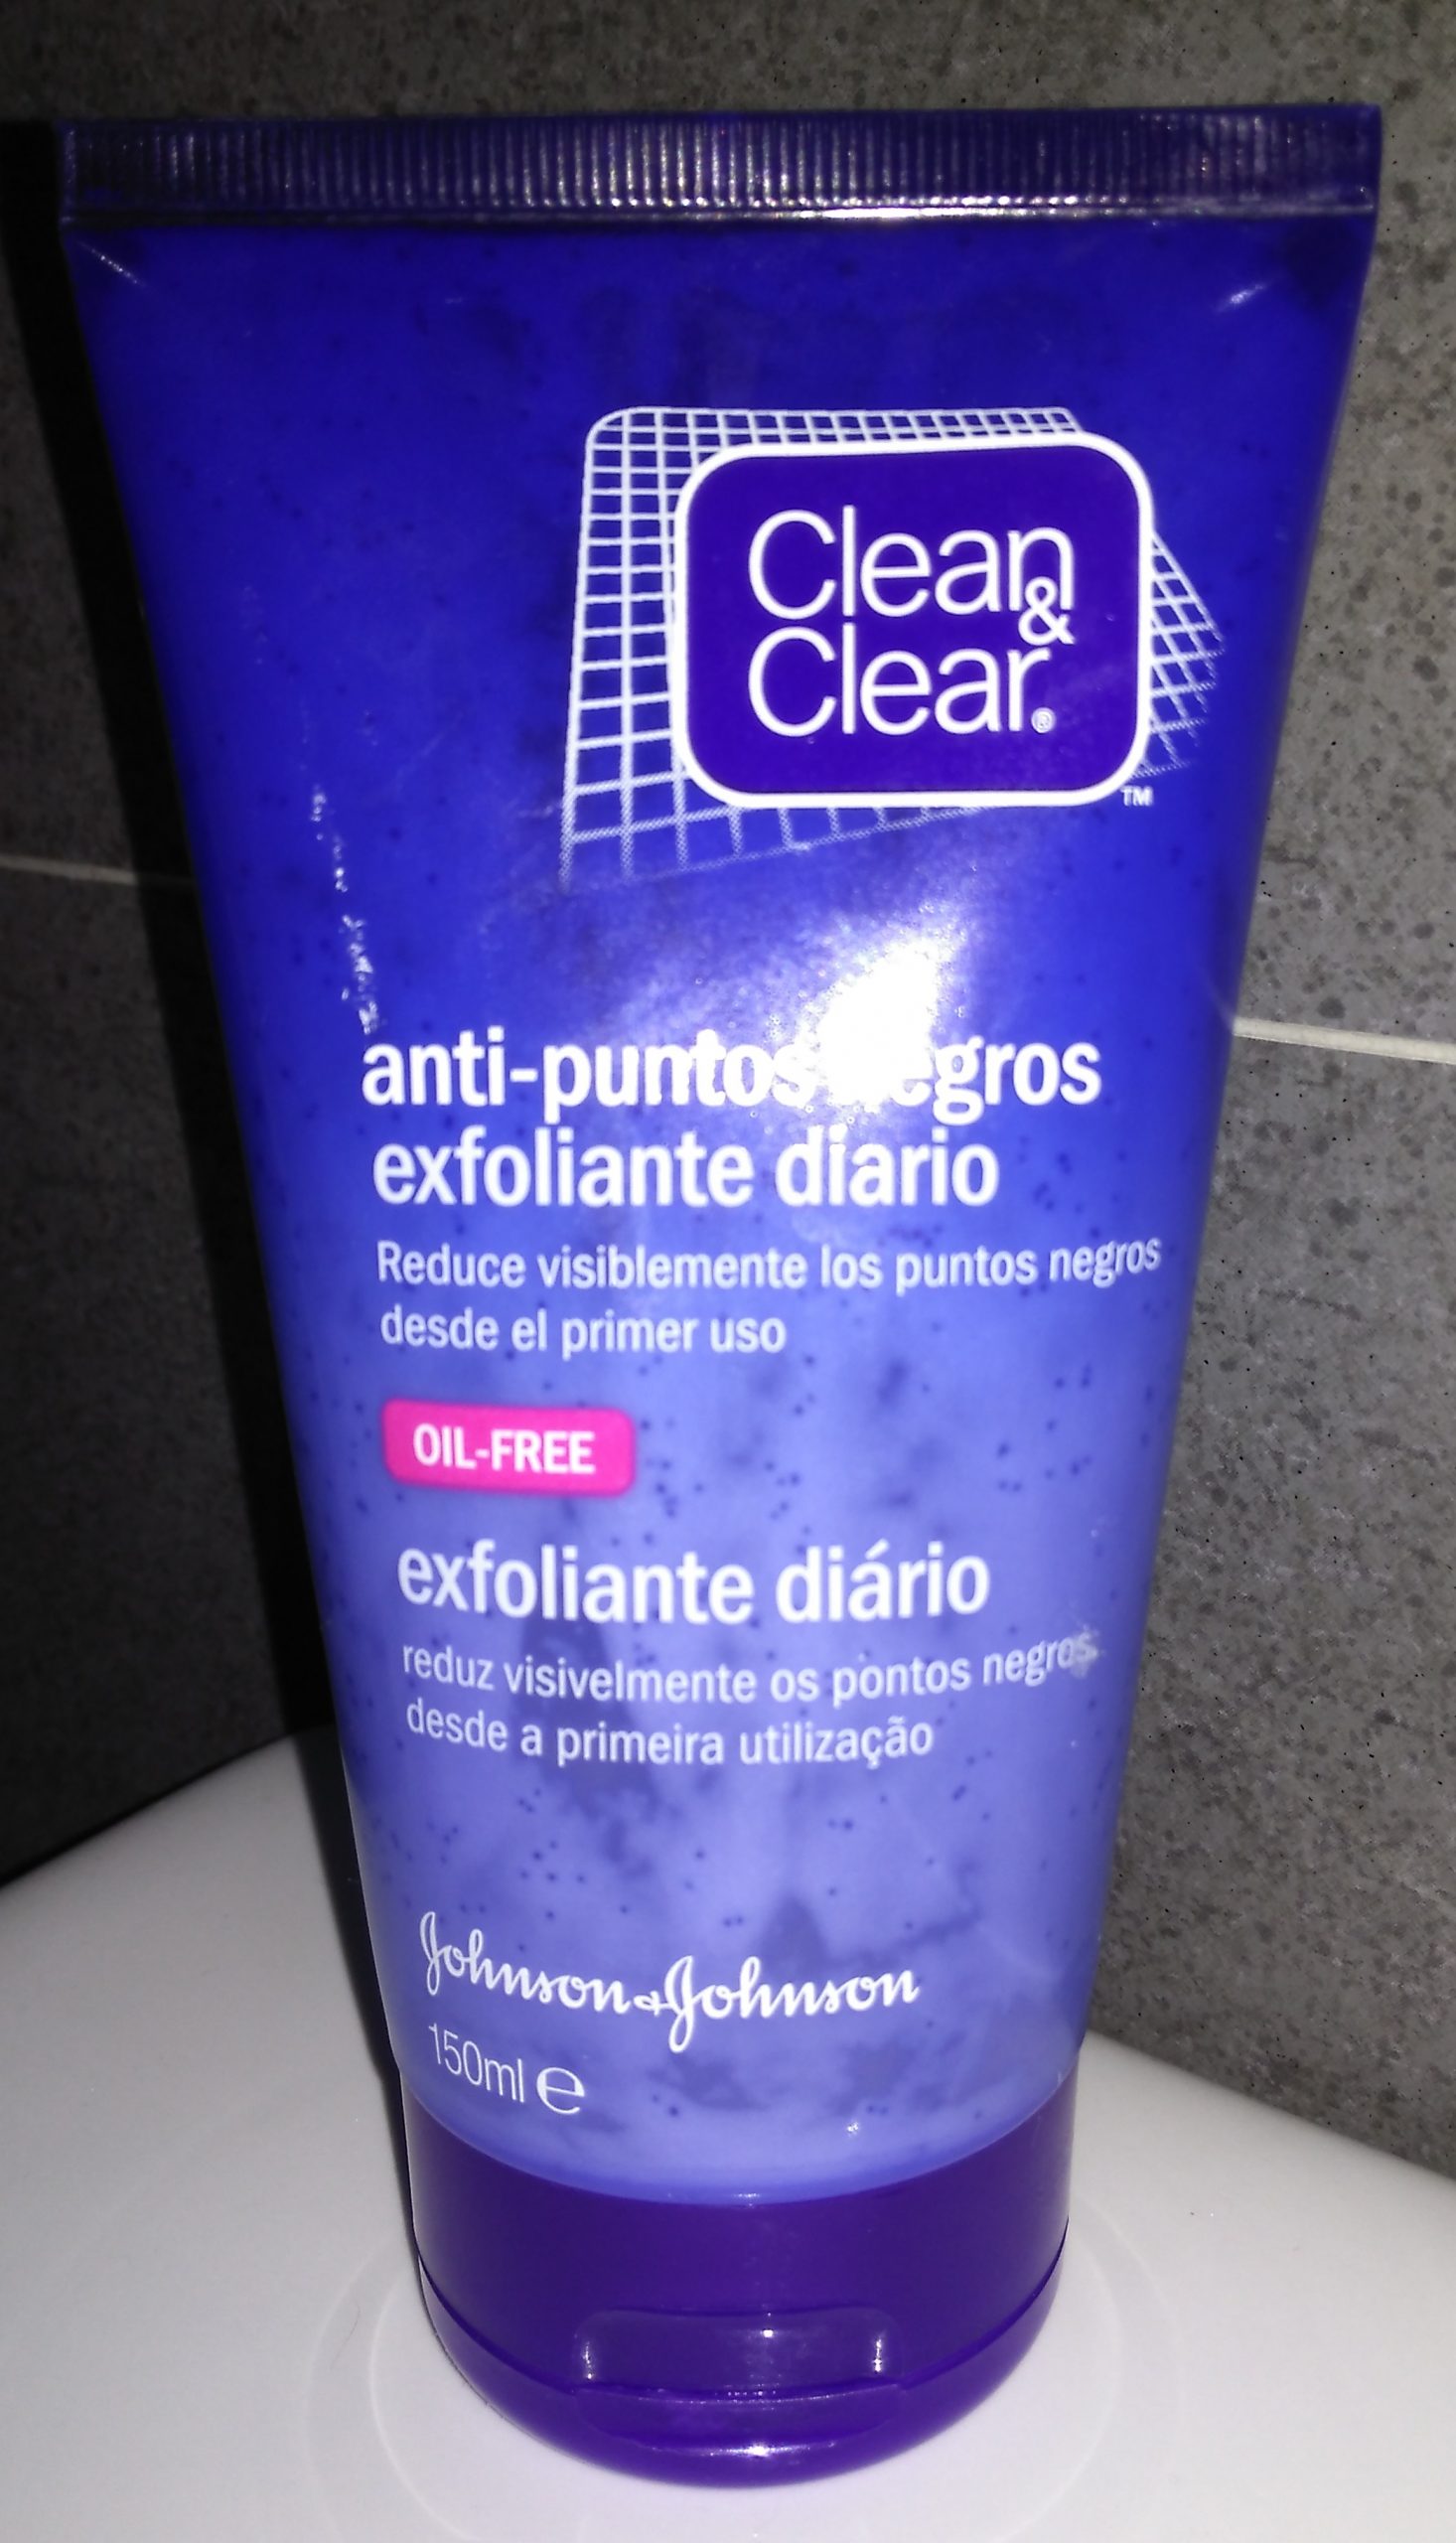 Clean
&
Clear.®
TM
anti-puntos negros
exfoliante diario
Reduce visiblemente los puntos negros
desde el primer uso
OIL-FREE
exfoliante diário
reduz visivelmente os pontos negros
desde a primeira utilização
Johnson+Johnson
150ml e